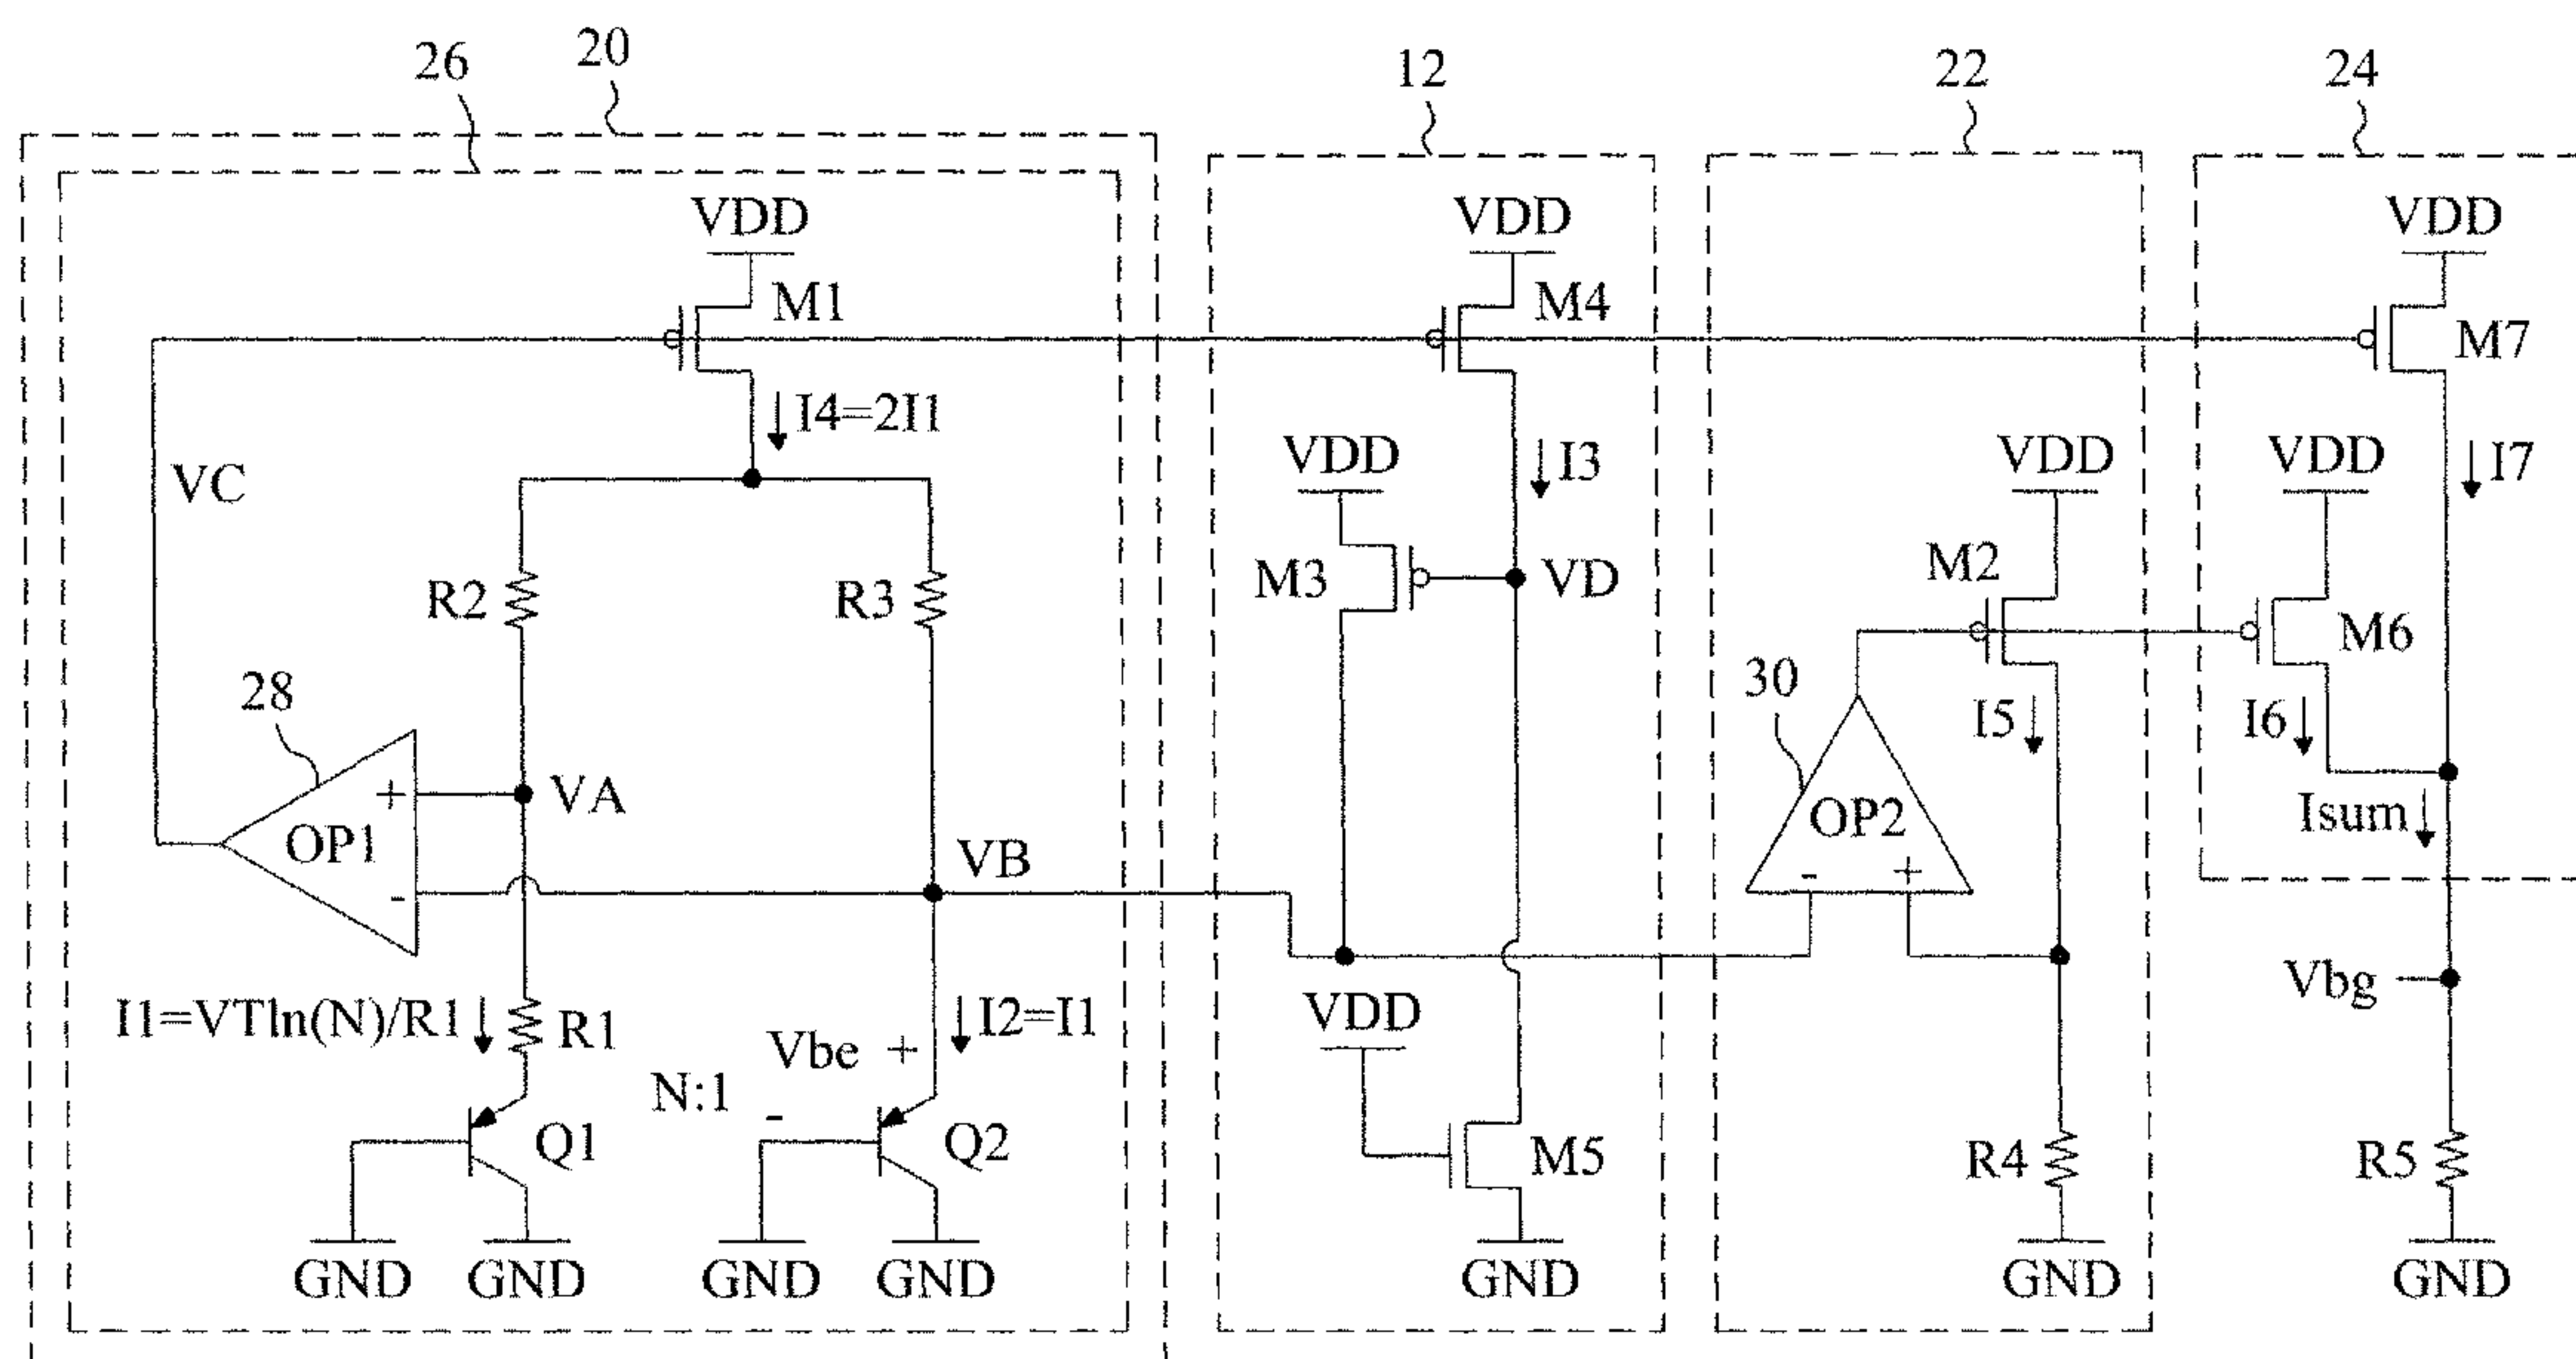 26
20
12
22
24
VDD
VDD
VDD
M1
M4
M7
I4=2I1
VC
VDD
I3
VDD
VDD
I7
R2
R3
M3
VD
M2
M6
28
30
I5
I6
+
VA
OP1
OP2
Isum
-
VB
-
+
Vbg
I1=VTln(N)/R1
R1
Vbe
+
I2=I1
VDD
N:1
-
Q1
Q2
M5
R4
R5
GND
GND
GND
GND
GND
GND
GND